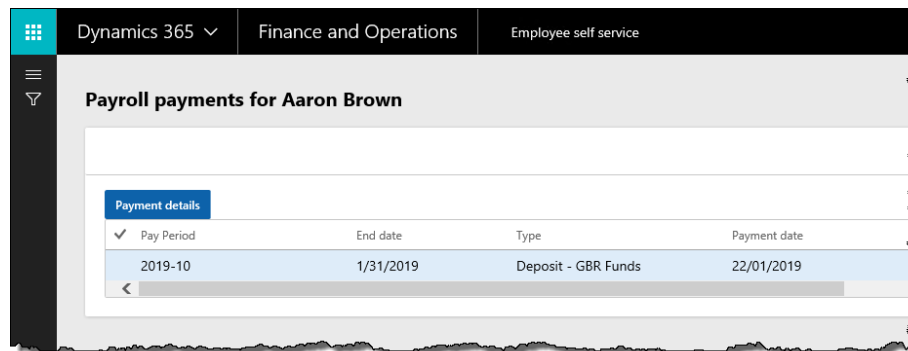 Dynamics 365 Finance and Operations Employee self service
Payroll payments for Aaron Brown
Payment details
Pay Period End date Type Payment date
2019-10 1/31/2019 Deposit - GBR Funds 22/01/2019